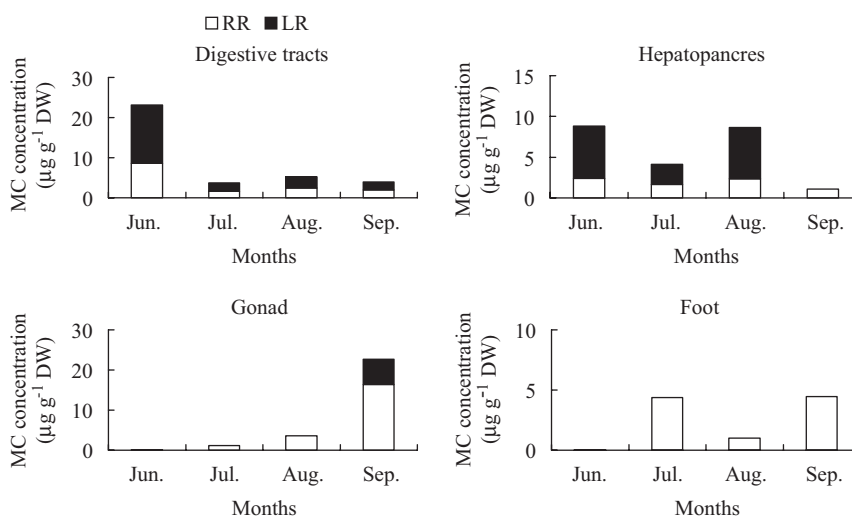 RR LR
Digestive tracts
MC concentration
(µg g-1 DW)
30
20
10
0
Jun. Jul. Aug. Sep.
Months
Hepatopancres
MC concentration
(µg g-1 DW)
15
10
5
0
Jun. Jul. Aug. Sep.
Months
Gonad
MC concentration
(µg g-1 DW)
30
20
10
0
Jun. Jul. Aug. Sep.
Months
Foot
MC concentration
(µg g-1 DW)
10
5
0
Jun. Jul. Aug. Sep.
Months